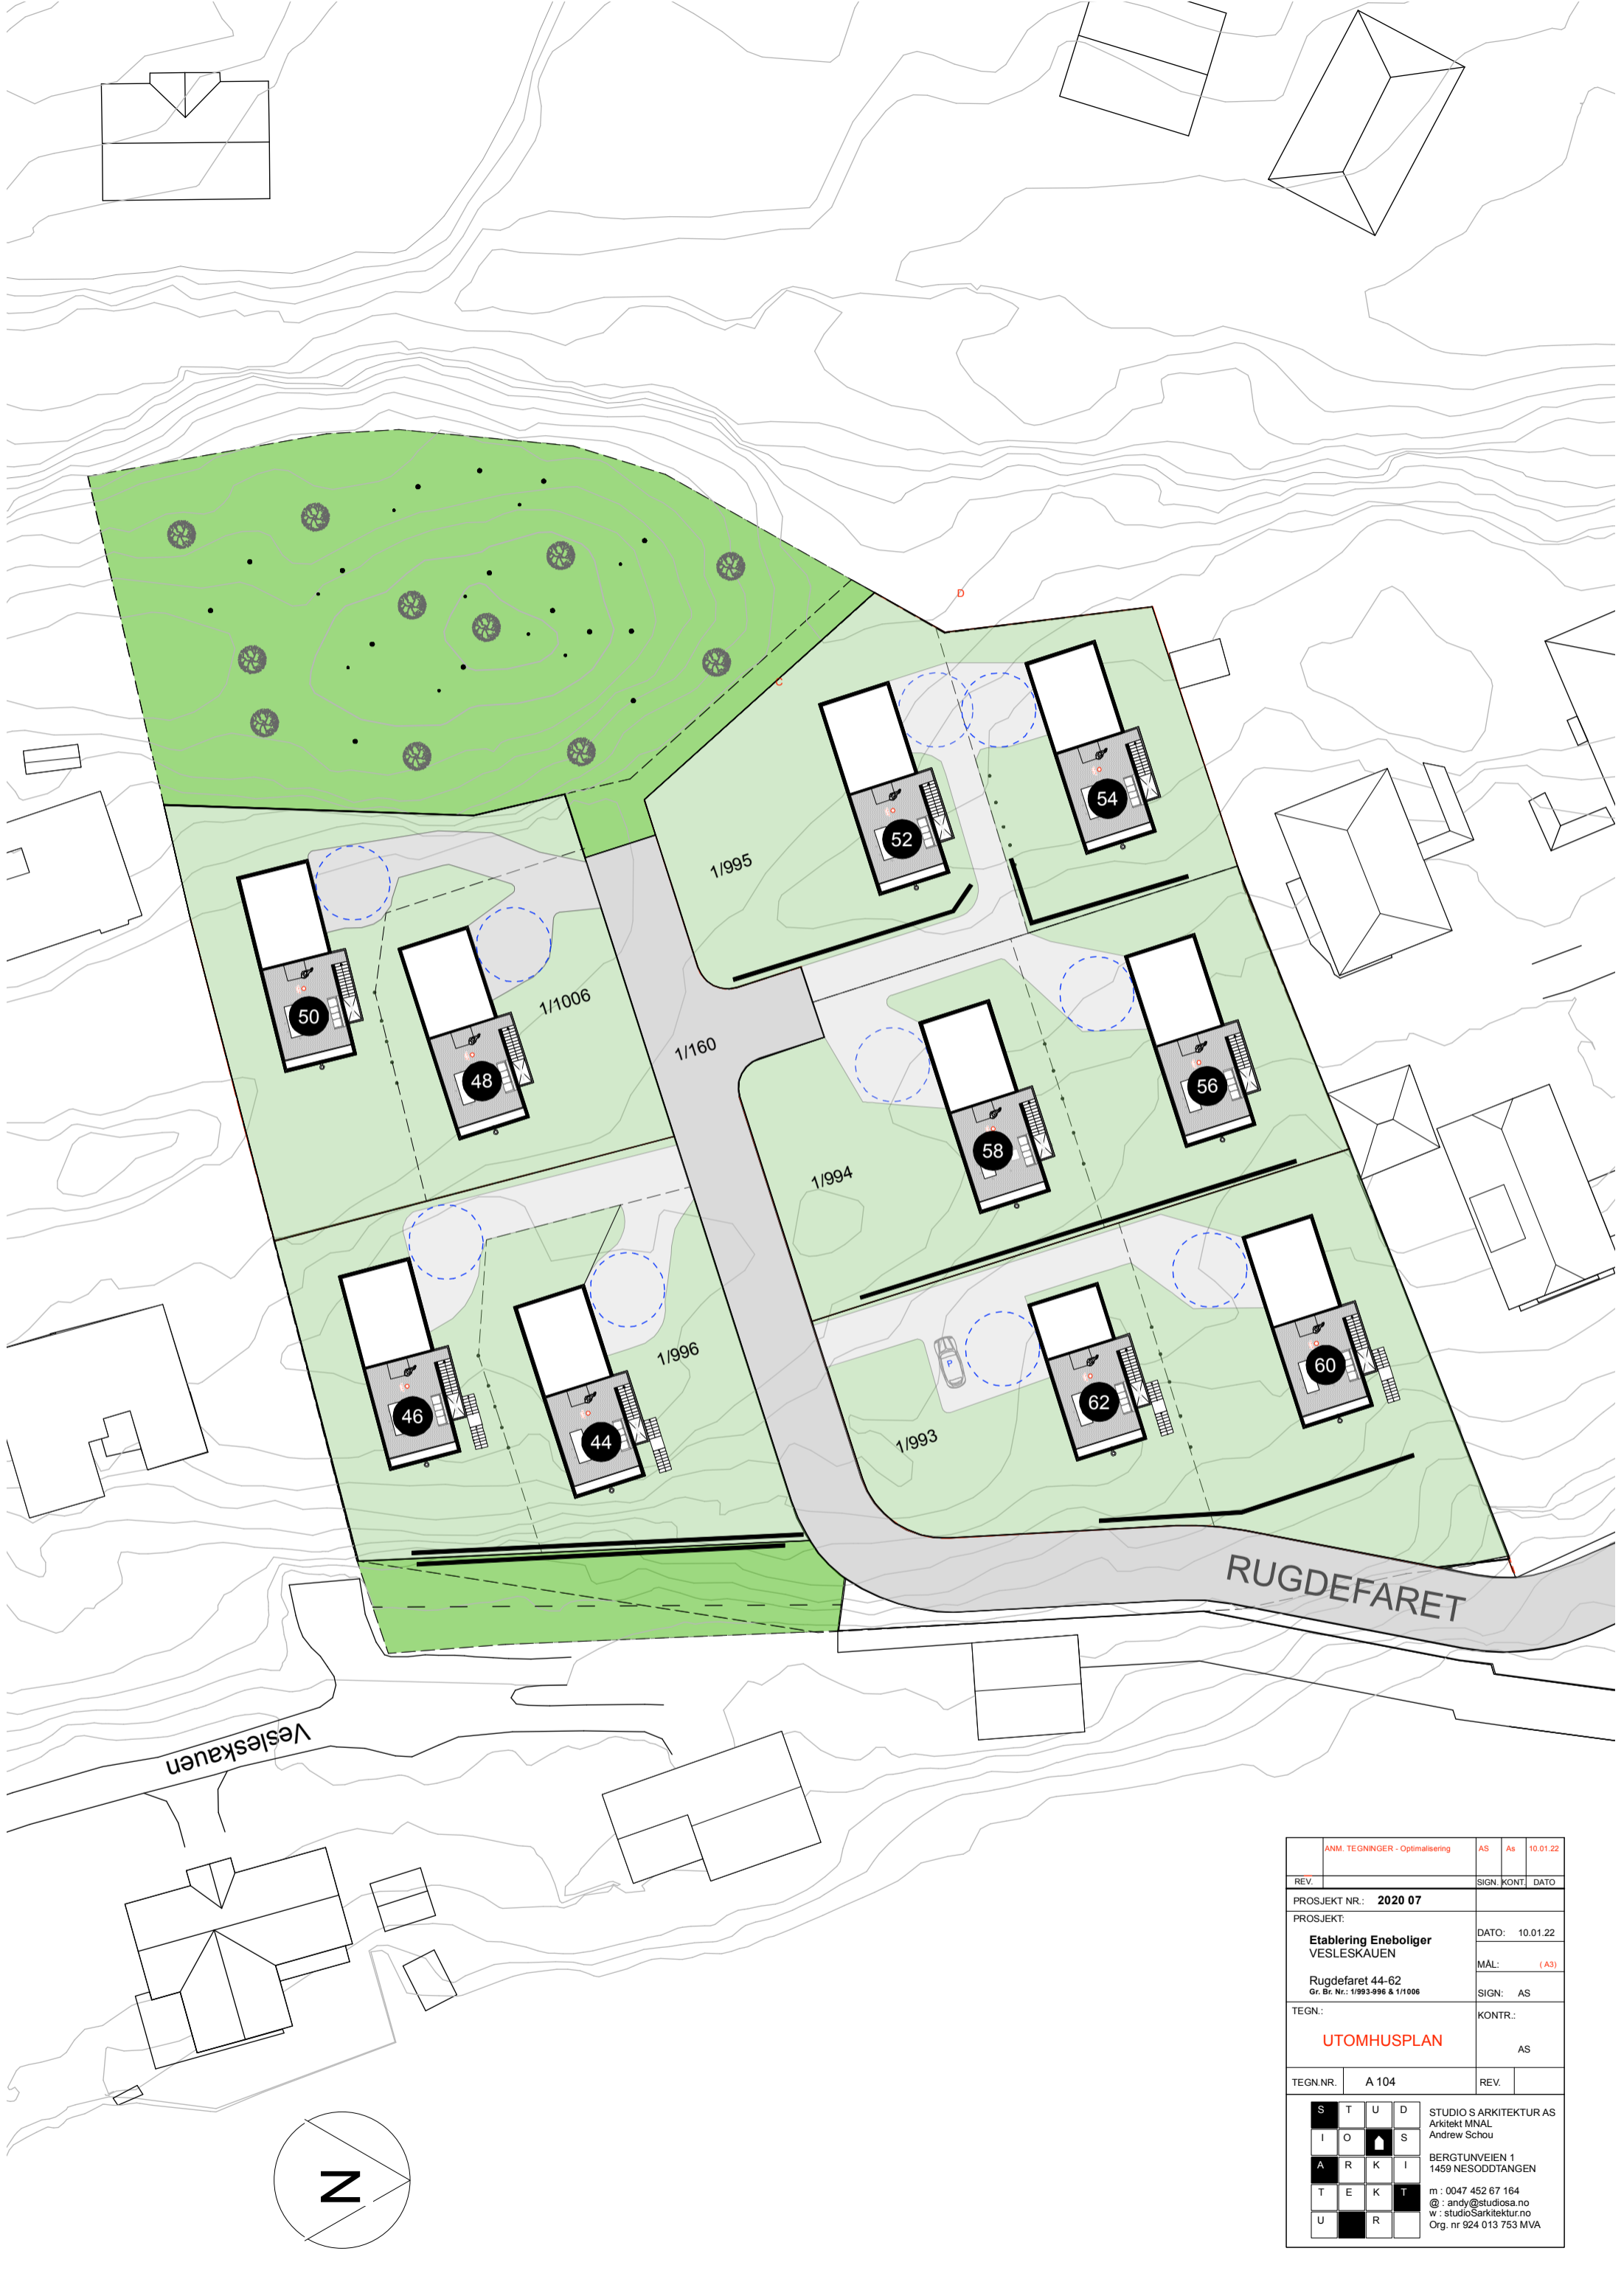 D
C
54
52
1/995
50
1/1006
48
1/160
56
58
1/994
1/996
46
44
P
60
62
1/993
RUGDEFARET
Vesleskauen
N
ANM. TEGNINGER - Optimalisering AS As 10.01.22
REV. SIGN. KONT. DATO
PROSJEKT NR.: 2020 07
PROSJEKT:
Etablering Eneboliger
VESLESKAUEN
Rugdefaret 44-62
Gr. Br. Nr.: 1/993-996 & 1/1006
DATO: 10.01.22
MÅL: ( A3)
SIGN: AS
TEGN.:
UTOMHUSPLAN
KONTR.:
AS
TEGN.NR. A 104 REV.
S T U D
I O S
A R K I
T E K T
U R
STUDIO S ARKITEKTUR AS
Arkitekt MNAL
Andrew Schou
BERGTUNVEIEN 1
1459 NESODDTANGEN
m : 0047 452 67 164
@ : andy@studiosa.no
w : studioSarkitektur.no
Org. nr 924 013 753 MVA